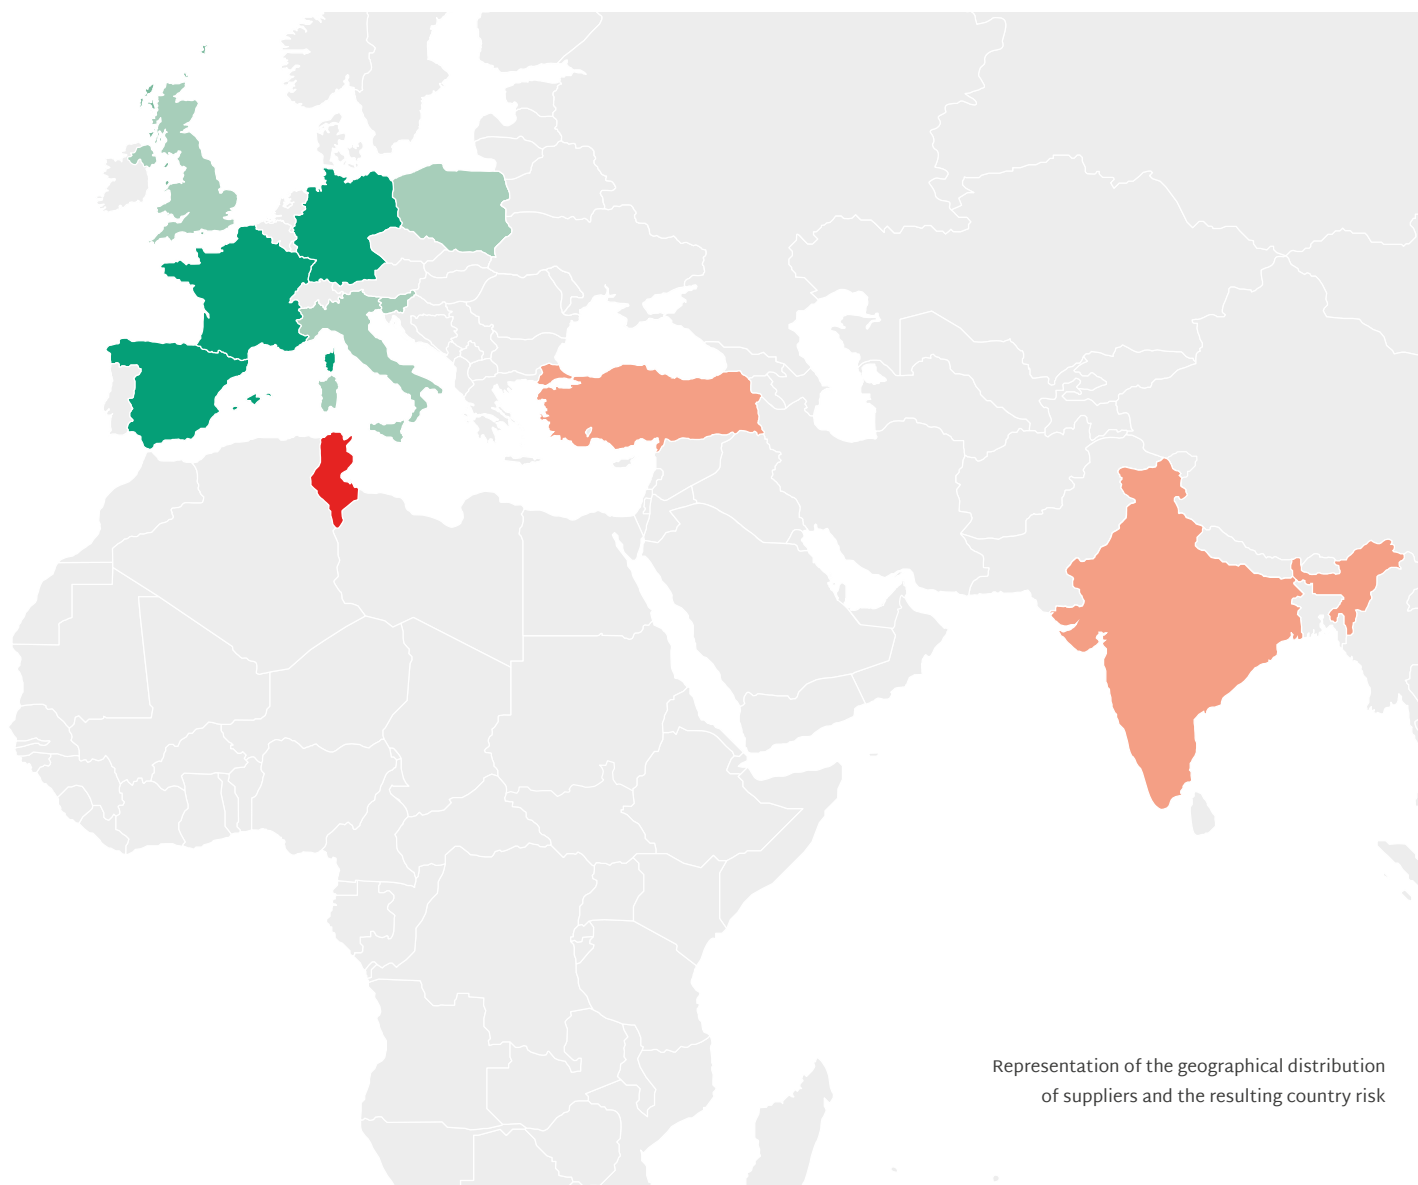 Representation of the geographical distribution
of suppliers and the resulting country risk